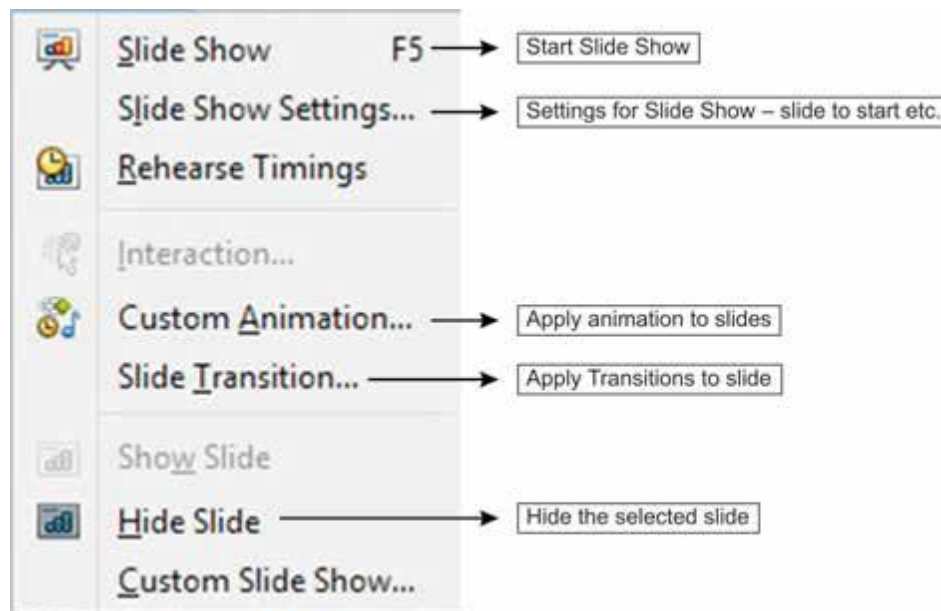 Slide Show F5 Start Slide Show
Slide Show Settings... Settings for Slide Show – slide to start etc.
Rehearse Timings
Interaction...
Custom Animation... Apply animation to slides
Slide Transition... Apply Transitions to slide
Show Slide
Hide Slide Hide the selected slide
Custom Slide Show...